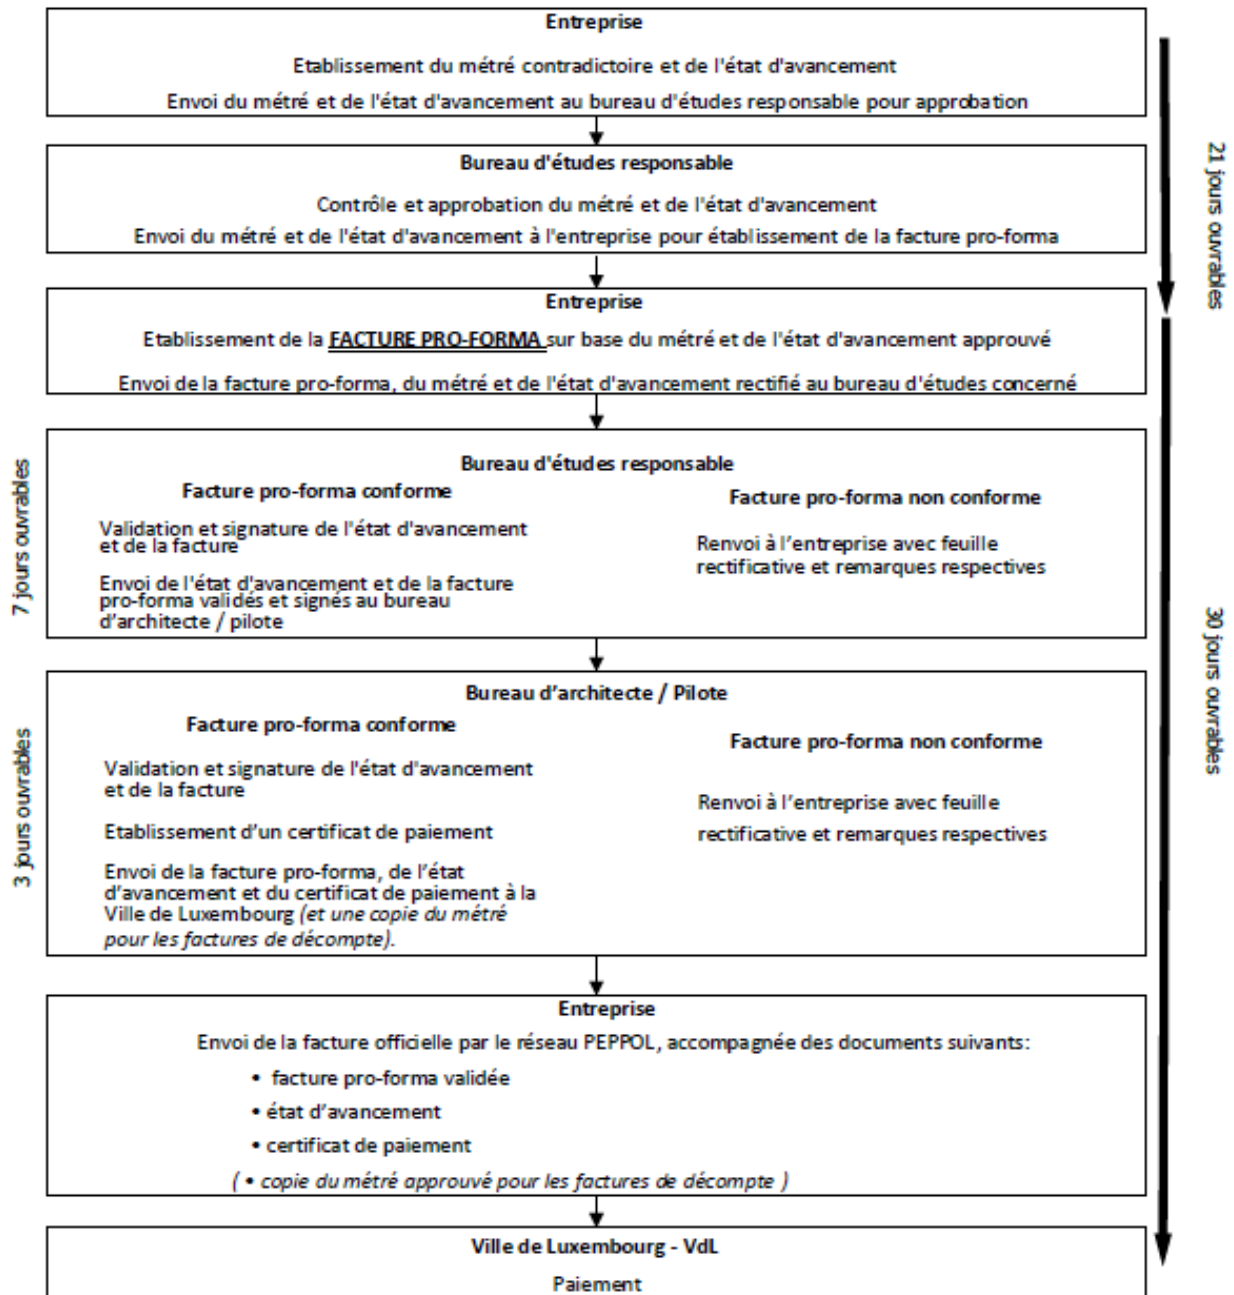 Entreprise
Etablissement du métré contradictoire et de l'état d'avancement
Envoi du métré et de l'état d'avancement au bureau d'études responsable pour approbation
Bureau d'études responsable
Contrôle et approbation du métré et de l'état d'avancement
Envoi du métré et de l'état d'avancement à l'entreprise pour établissement de la facture pro-forma
21 jours ouvrables
Entreprise
Etablissement de la FACTURE PRO-FORMA sur base du métré et de l'état d'avancement approuvé
Envoi de la facture pro-forma, du métré et de l'état d'avancement rectifié au bureau d'études concerné
7 jours ouvrables
Bureau d'études responsable
Facture pro-forma conforme
Validation et signature de l'état d'avancement
et de la facture
Envoi de l'état d'avancement et de la facture
pro-forma validés et signés au bureau
d'architecte / pilote
Facture pro-forma non conforme
Renvoi à l'entreprise avec feuille
rectificative et remarques respectives
30 jours ouvrables
3 jours ouvrables
Bureau d'architecte / Pilote
Facture pro-forma conforme
Validation et signature de l'état d'avancement
et de la facture
Etablissement d'un certificat de paiement
Envoi de la facture pro-forma, de l'état
d'avancement et du certificat de paiement à la
Ville de Luxembourg (et une copie du métré
pour les factures de décompte).
Facture pro-forma non conforme
Renvoi à l'entreprise avec feuille
rectificative et remarques respectives
Entreprise
Envoi de la facture officielle par le réseau PEPPOL, accompagnée des documents suivants:
• facture pro-forma validée
• état d'avancement
• certificat de paiement
( • copie du métré approuvé pour les factures de décompte )
Ville de Luxembourg - VdL
Paiement